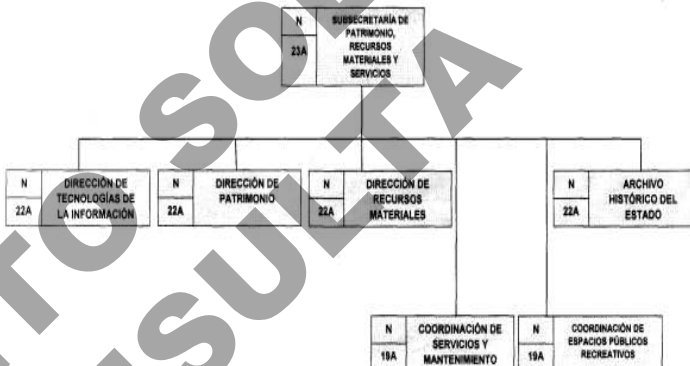 N
23A
SUBSECRETARÍA DE
PATRIMONIO,
RECURSOS
MATERIALES Y
SERVICIOS
N
22A
DIRECCIÓN DE
TECNOLOGÍAS DE
LA INFORMACIÓN
N
22A
DIRECCIÓN DE
PATRIMONIO
N
22A
DIRECCIÓN DE
RECURSOS
MATERIALES
N
22A
ARCHIVO
HISTÓRICO DEL
ESTADO
N
19A
COORDINACIÓN DE
SERVICIOS Y
MANTENIMIENTO
N
19A
COORDINACIÓN DE
ESPACIOS PÚBLICOS
RECREATIVOS